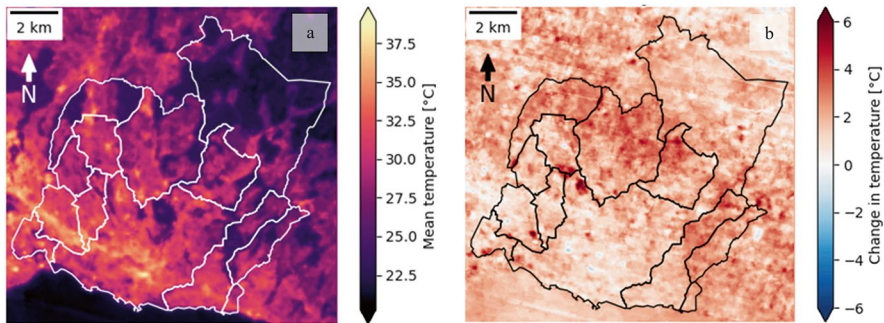 2 km
a
N
37.5
35.0
32.5
30.0
27.5
25.0
22.5
Mean temperature [°C]
2 km
b
N
6
4
2
0
−2
−4
−6
Change in temperature [°C]